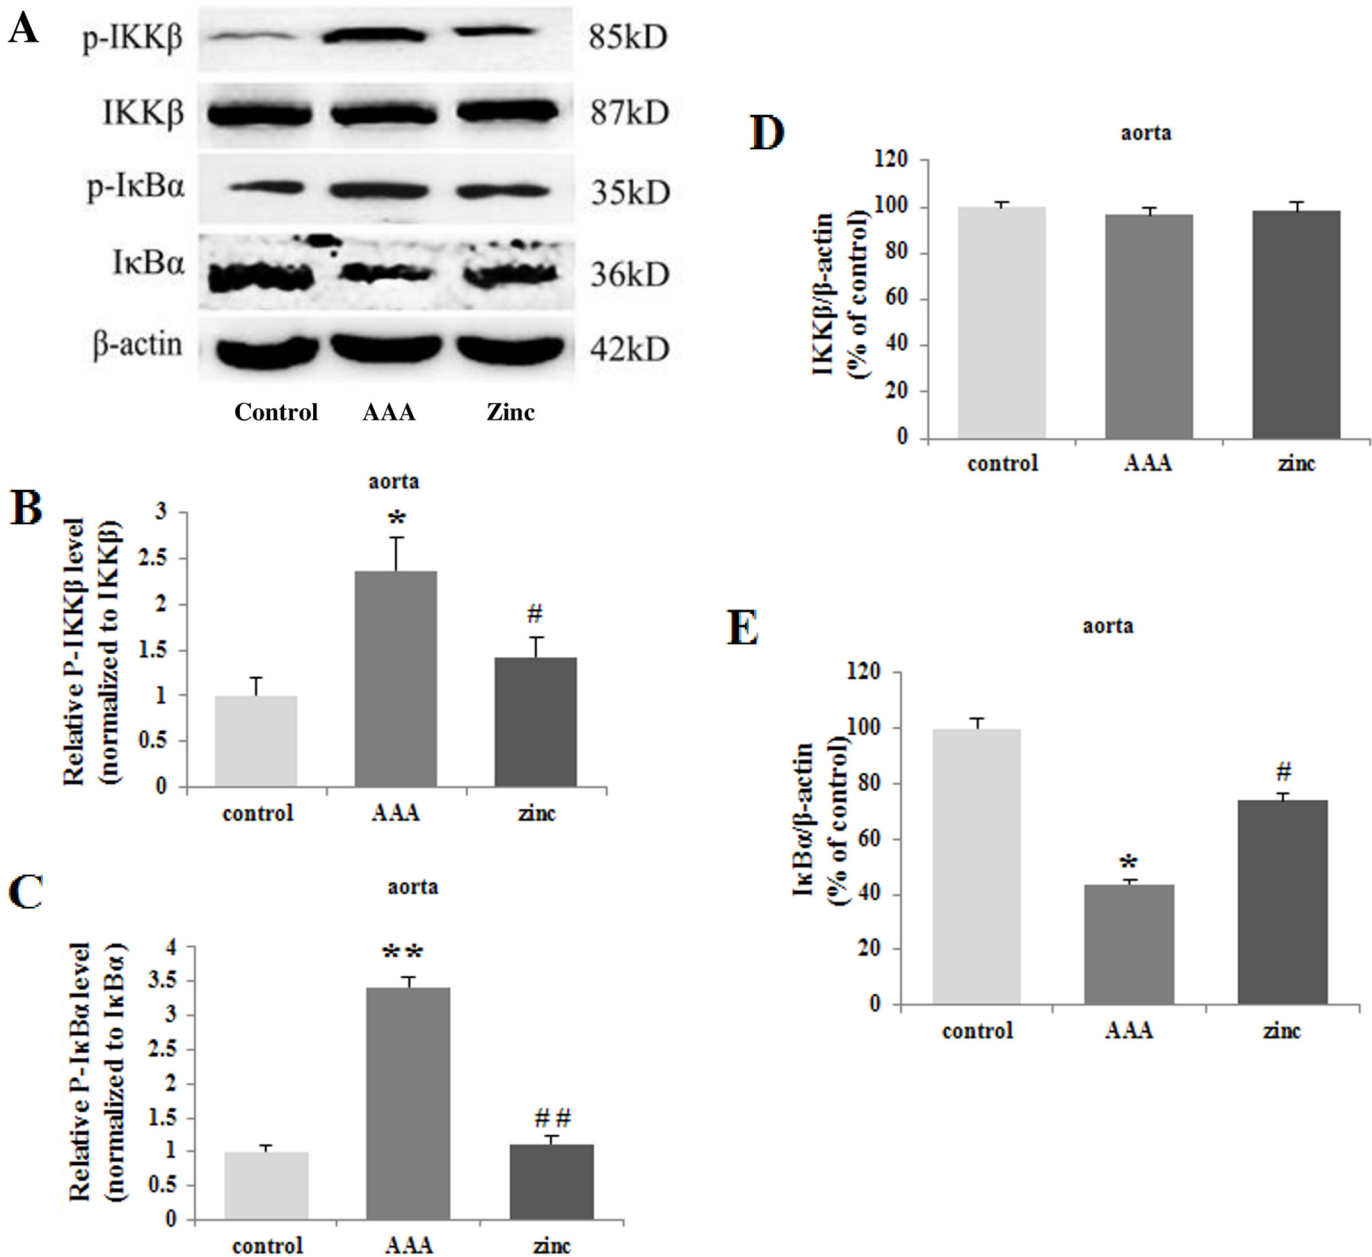 A
p-IKKβ 85kD
IKKβ 87kD
p-IκBα 35kD
IκBα 36kD
β-actin 42kD
Control AAA Zinc
B
aorta
Relative P-IKKβ level
(normalized to IKKβ)
3
2.5
2
1.5
1
0.5
0
*
#
control AAA zinc
C
aorta
Relative P-IκBα level
(normalized to IκBα)
4
3.5
3
2.5
2
1.5
1
0.5
0
**
##
control AAA zinc
D
aorta
IKKβ/β-actin
(% of control)
120
100
80
60
40
20
0
control AAA zinc
E
aorta
IκBα/β-actin
(% of control)
120
100
80
60
40
20
0
*
#
control AAA zinc